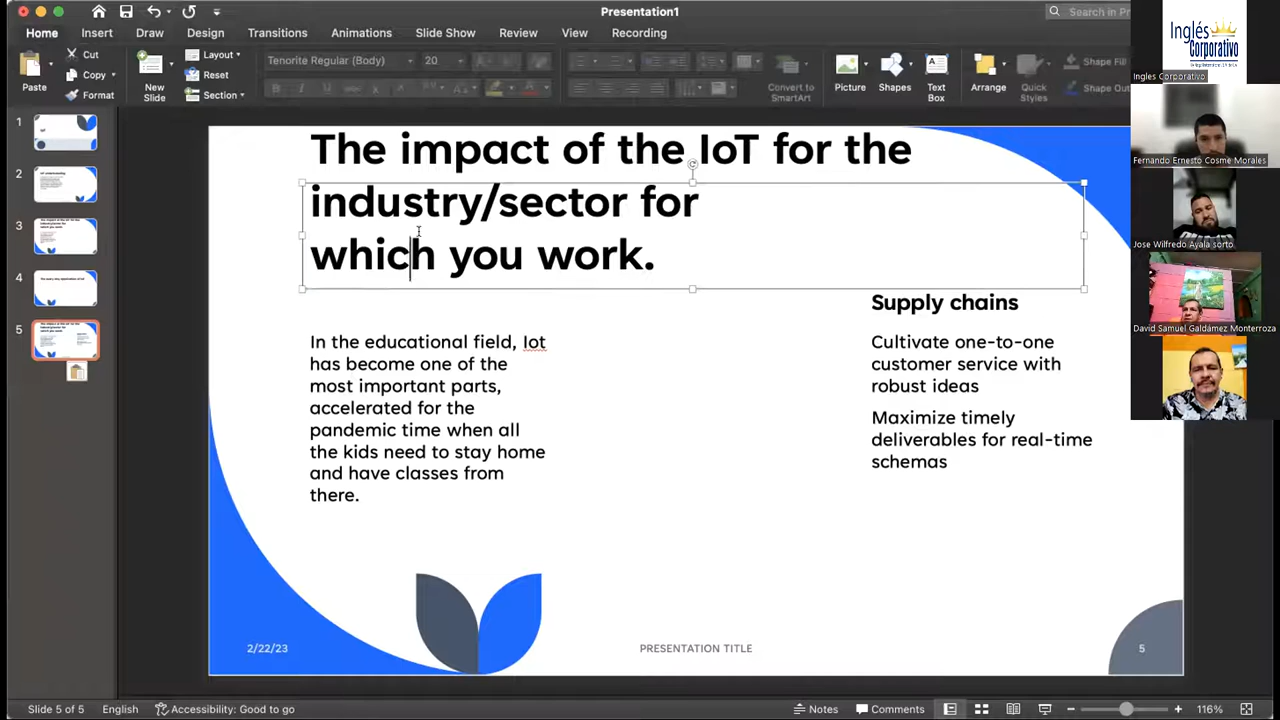 Presentation1
Search in Pr
Home
Insert
Draw
Design
Transitions
Animations
Slide Show
Review
View
Recording
Paste
Cut
Copy
Format
New
Slide
Layout
Reset
Section
Tenorite Regular (Body)
20
Convert to
SmartArt
Picture
Shapes
Text
Box
Arrange
Quick
Styles
Shape Fill
Shape Out
Inglés
Corporativo
Ingles Corporativo
Fernando Ernesto Cosme Morales
Jose Wilfredo Ayala sorto
David Samuel Galdámez Monterroza
1
2
3
4
5
The impact of the IoT for the
industry/sector for
which you work.
In the educational field, Iot
has become one of the
most important parts,
accelerated for the
pandemic time when all
the kids need to stay home
and have classes from
there.
Supply chains
Cultivate one-to-one
customer service with
robust ideas
Maximize timely
deliverables for real-time
schemas
2/22/23
PRESENTATION TITLE
5
Slide 5 of 5
English
Accessibility: Good to go
Notes
Comments
116%